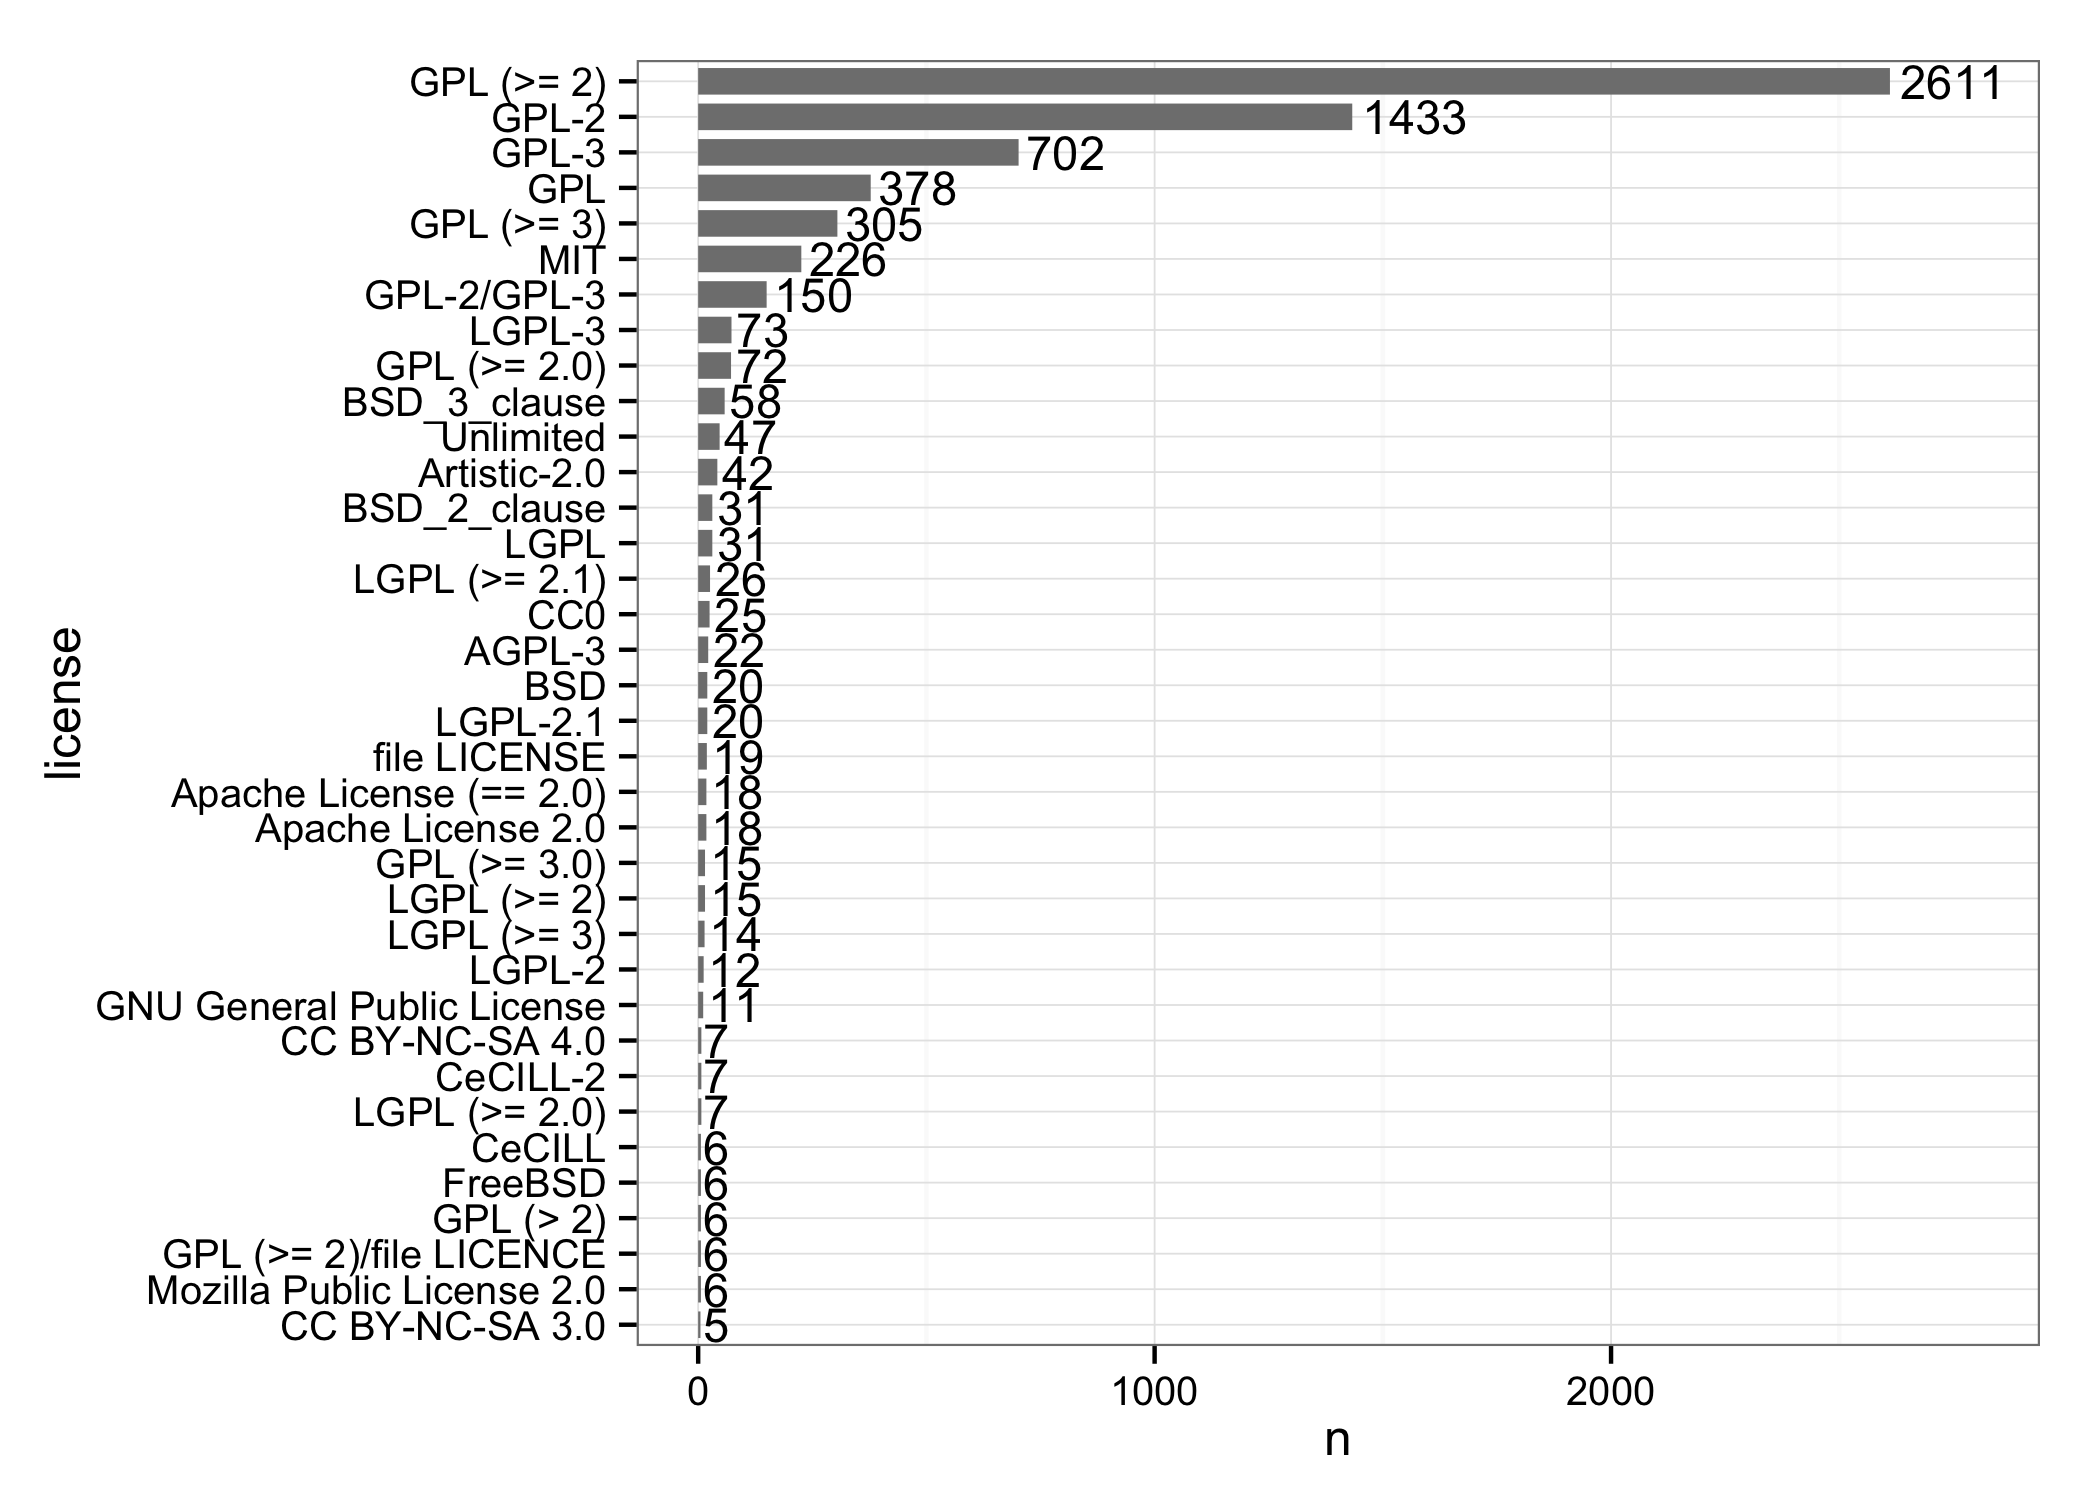 GPL (>= 2) 2611
GPL-2 1433
GPL-3 702
GPL 378
GPL (>= 3) 305
MIT 226
GPL-2/GPL-3 150
LGPL-3 73
GPL (>= 2.0) 72
BSD_3_clause 58
Unlimited 47
Artistic-2.0 42
BSD_2_clause 31
LGPL 31
LGPL (>= 2.1) 26
CC0 25
AGPL-3 22
BSD 20
LGPL-2.1 20
file LICENSE 19
Apache License (== 2.0) 18
Apache License 2.0 18
GPL (>= 3.0) 15
LGPL (>= 2) 15
LGPL (>= 3) 14
LGPL-2 12
GNU General Public License 11
CC BY-NC-SA 4.0 7
CeCILL-2 7
LGPL (>= 2.0) 7
CeCILL 6
FreeBSD 6
GPL (> 2) 6
GPL (>= 2)/file LICENCE 6
Mozilla Public License 2.0 6
CC BY-NC-SA 3.0 5
license
0 1000 2000
n